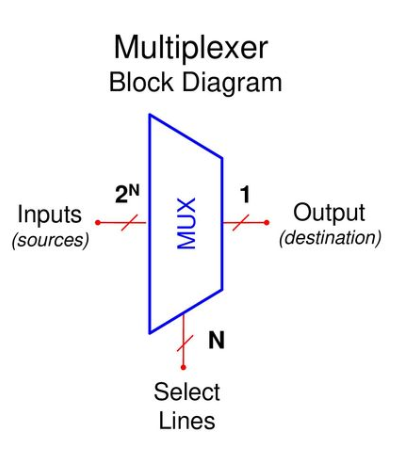 Multiplexer
Block Diagram
2ᴺ
1
Inputs
(sources)
MUX
Output
(destination)
N
Select
Lines